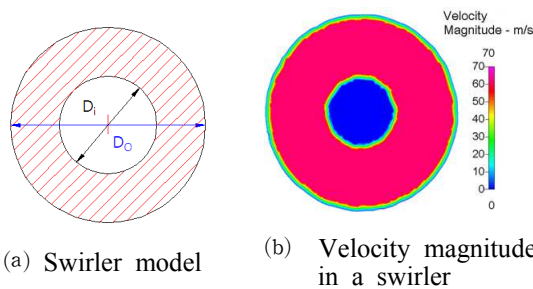 Velocity
Magnitude - m/s
70
70
60
50
40
30
20
10
0
0
Di
DO
(a) Swirler model
(b) Velocity magnitude
in a swirler